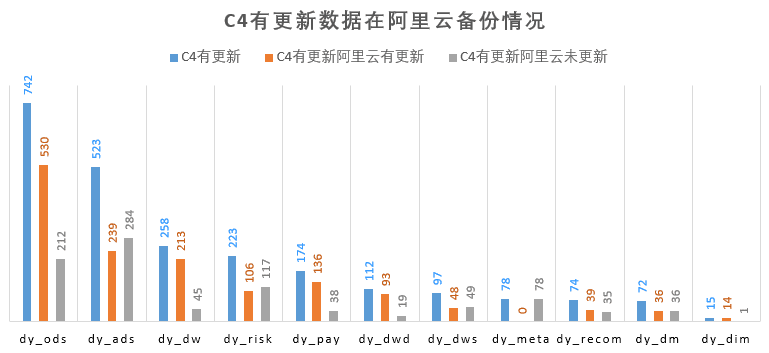 C4有更新数据在阿里云备份情况
C4有更新 C4有更新阿里云有更新 C4有更新阿里云未更新
742 530 212 523 239 284 258 213 45 223 106 117 174 136 38 112 93 19 97 48 49 78 0 78 74 39 35 72 36 36 15 14 1
dy_ods dy_ads dy_dw dy_risk dy_pay dy_dwd dy_dws dy_meta dy_recom dy_dm dy_dim